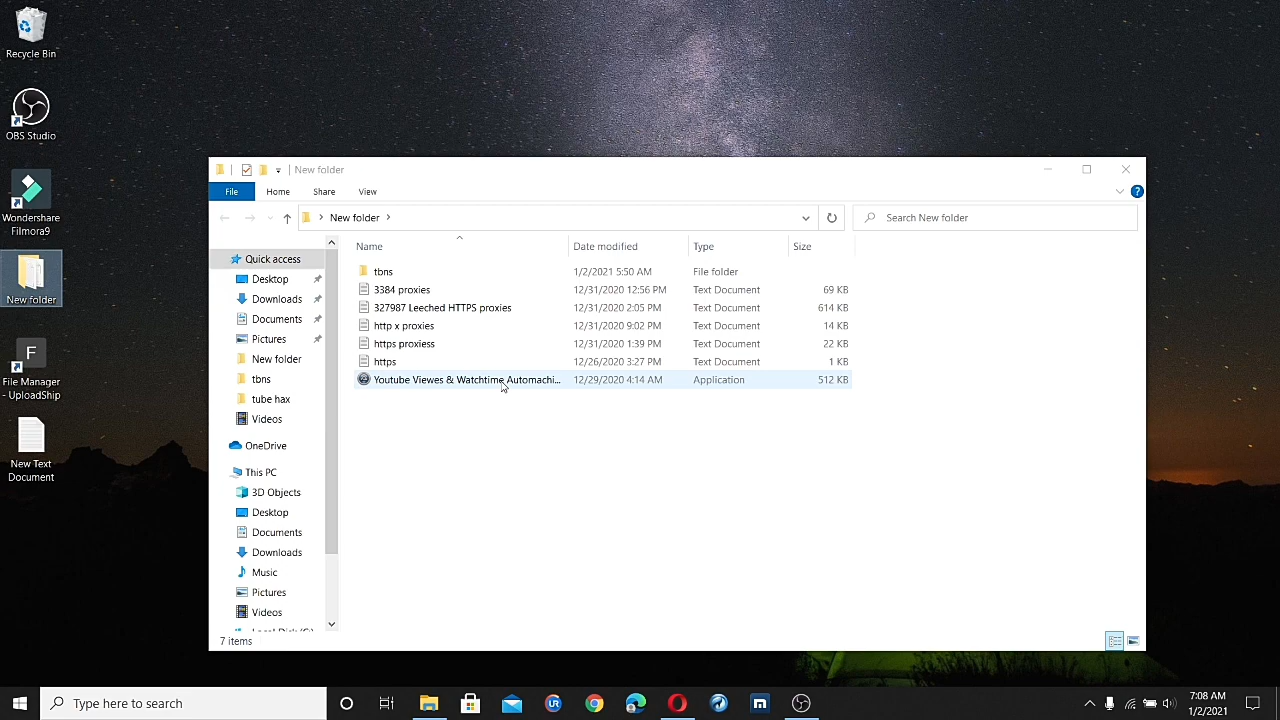 Recycle Bin
OBS Studio
Wondershare
Filmora9
New folder
F
File Manager
- UploadShip
New Text
Document
New folder
File
Home
Share
View
?
New folder
Search New folder
Name
Date modified
Type
Size
Quick access
Desktop
Downloads
Documents
Pictures
New folder
tbns
tube hax
Videos
OneDrive
This PC
3D Objects
Desktop
Documents
Downloads
Music
Pictures
Videos
tbns 1/2/2021 5:50 AM File folder
3384 proxies 12/31/2020 12:56 PM Text Document 69 KB
327987 Leeched HTTPS proxies 12/31/2020 2:05 PM Text Document 614 KB
http x proxies 12/31/2020 9:02 PM Text Document 14 KB
https proxiess 12/31/2020 1:39 PM Text Document 22 KB
https 12/26/2020 3:27 PM Text Document 1 KB
Youtube Viewes & Watchtime Automachi... 12/29/2020 4:14 AM Application 512 KB
7 items
Type here to search
UR
7:08 AM
1/2/2021